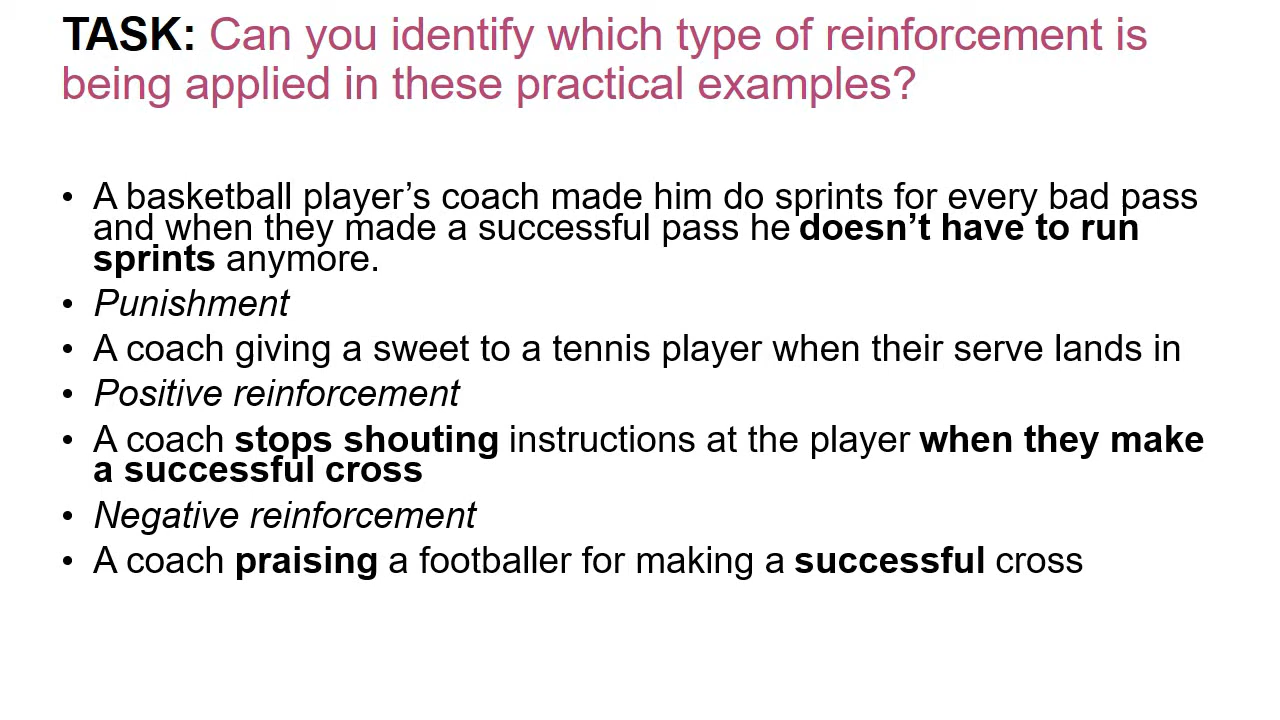 TASK: Can you identify which type of reinforcement is
being applied in these practical examples?
• A basketball player’s coach made him do sprints for every bad pass
and when they made a successful pass he doesn’t have to run
sprints anymore.
• Punishment
• A coach giving a sweet to a tennis player when their serve lands in
• Positive reinforcement
• A coach stops shouting instructions at the player when they make
a successful cross
• Negative reinforcement
• A coach praising a footballer for making a successful cross